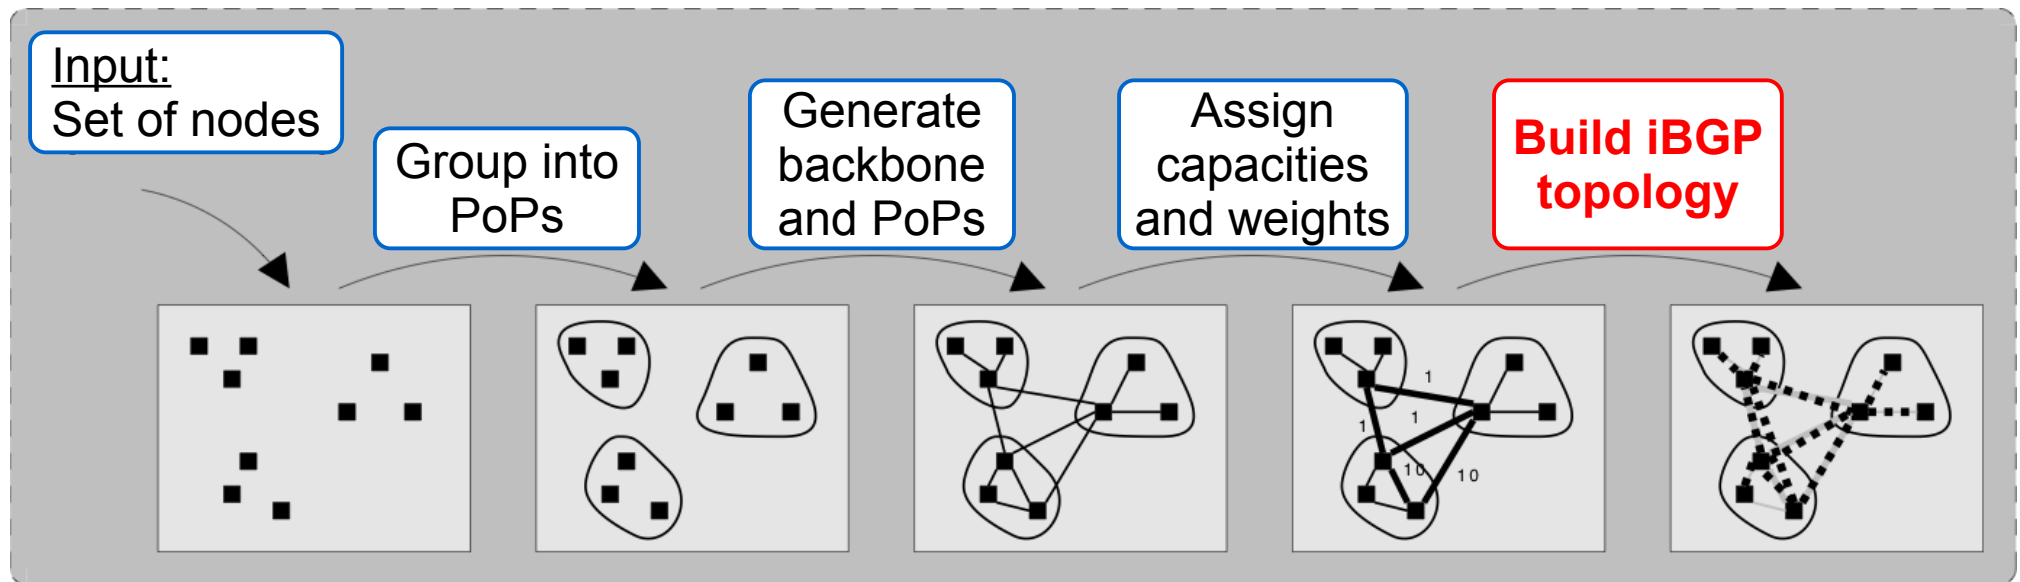 Input:
Set of nodes
Group into
PoPs
Generate
backbone
and PoPs
Assign
capacities
and weights
Build iBGP
topology
1
1
1
10
10